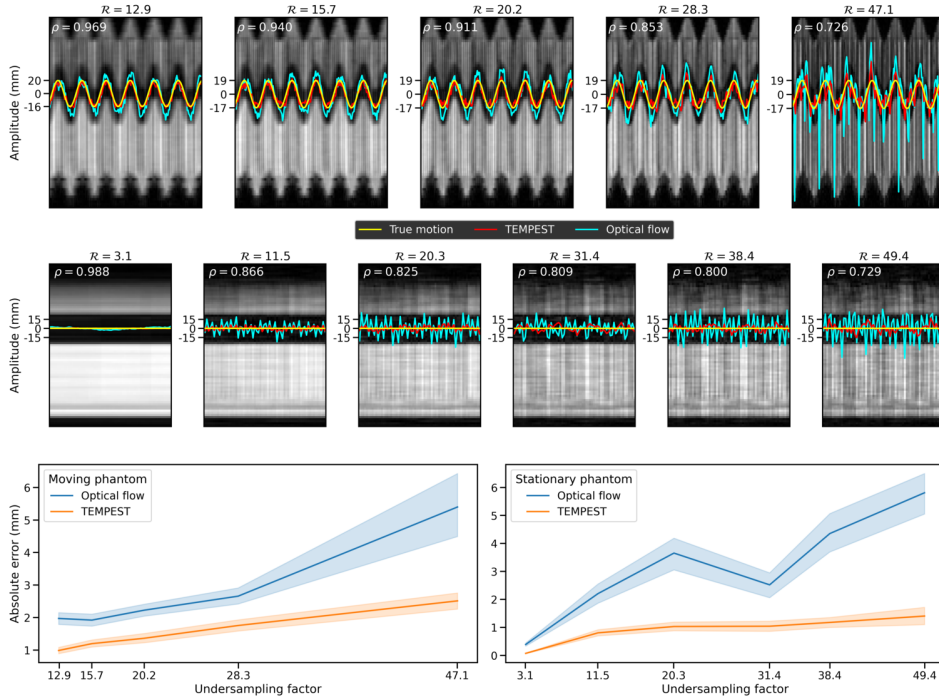 R = 12.9 R = 15.7 R = 20.2 R = 28.3 R = 47.1
ρ = 0.969 ρ = 0.940 ρ = 0.911 ρ = 0.853 ρ = 0.726
Amplitude (mm)
20 20 19 19 19
0 0 0 0 0
-16 -17 -17 -17 -17
True motion TEMPEST Optical flow
R = 3.1 R = 11.5 R = 20.3 R = 31.4 R = 38.4 R = 49.4
ρ = 0.988 ρ = 0.866 ρ = 0.825 ρ = 0.809 ρ = 0.800 ρ = 0.729
Amplitude (mm)
15 15 15 15 15 15
0 0 0 0 0 0
-15 -15 -15 -15 -15 -15
Absolute error (mm)
Moving phantom
Optical flow
TEMPEST
6
5
4
3
2
1
12.9 15.7 20.2 28.3 47.1
Undersampling factor
Stationary phantom
Optical flow
TEMPEST
6
5
4
3
2
1
0
3.1 11.5 20.3 31.4 38.4 49.4
Undersampling factor